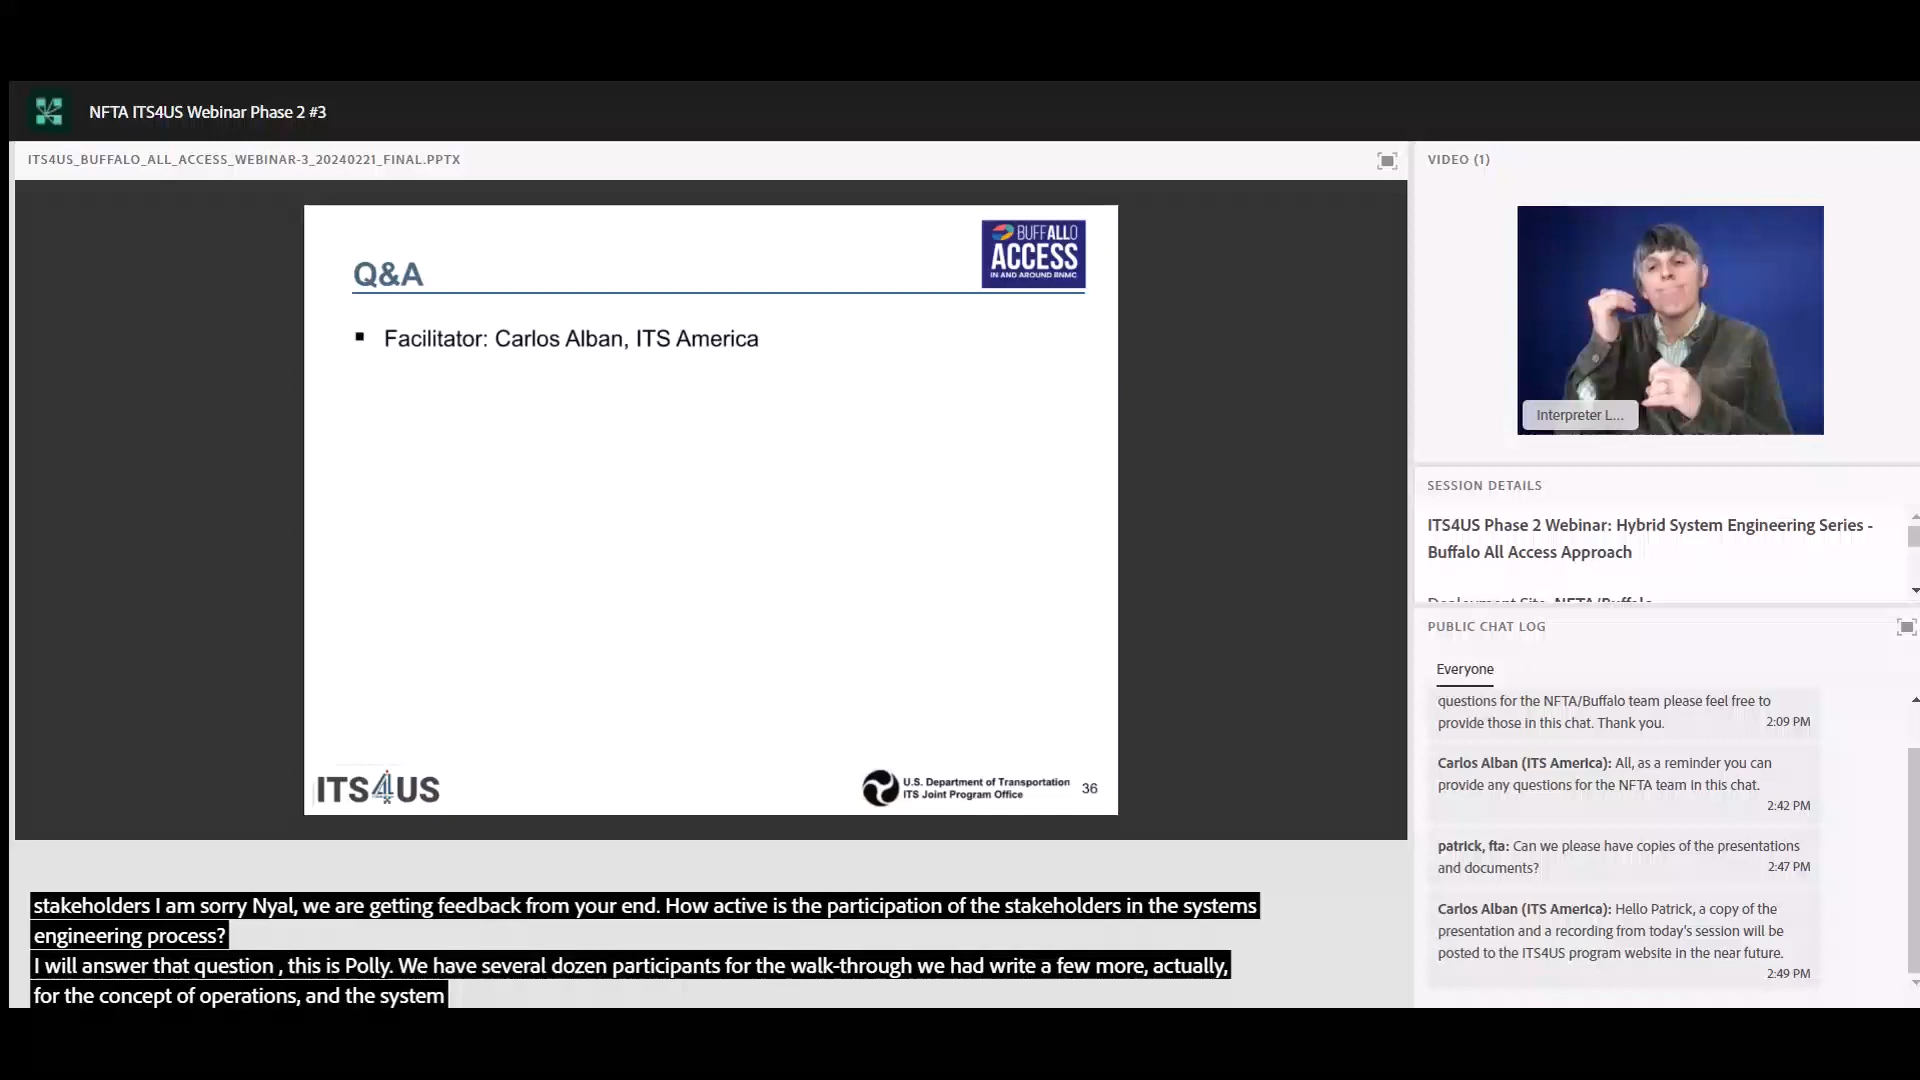 NFTA ITS4US Webinar Phase 2 #3
ITS4US_BUFFALO_ALL_ACCESS_WEBINAR-3_20240221_FINAL.PPTX
Q&A
BUFFALLO
ACCESS
IN AND AROUND BNMC
▪ Facilitator: Carlos Alban, ITS America
ITS4US
U.S. Department of Transportation
ITS Joint Program Office
36
stakeholders I am sorry Nyal, we are getting feedback from your end. How active is the participation of the stakeholders in the systems
engineering process?
I will answer that question , this is Polly. We have several dozen participants for the walk-through we had write a few more, actually,
for the concept of operations, and the system
VIDEO (1)
Interpreter L...
SESSION DETAILS
ITS4US Phase 2 Webinar: Hybrid System Engineering Series -
Buffalo All Access Approach
Deployment Site: NFTA/Buffalo
PUBLIC CHAT LOG
Everyone
questions for the NFTA/Buffalo team please feel free to
provide those in this chat. Thank you.
2:09 PM
Carlos Alban (ITS America): All, as a reminder you can
provide any questions for the NFTA team in this chat.
2:42 PM
patrick, fta: Can we please have copies of the presentations
and documents?
2:47 PM
Carlos Alban (ITS America): Hello Patrick, a copy of the
presentation and a recording from today's session will be
posted to the ITS4US program website in the near future.
2:49 PM